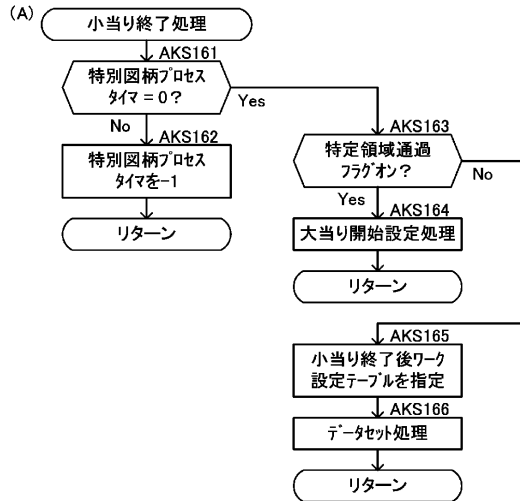 (A)
小当り終了処理
AKS161
特別図柄プロセス
タイマ=0?
Yes
No
AKS162
特別図柄プロセス
タイマを-1
リターン
AKS163
特定領域通過
フラグオン?
No
Yes
AKS164
大当り開始設定処理
リターン
AKS165
小当り終了後ワーク
設定テーブルを指定
AKS166
データセット処理
リターン